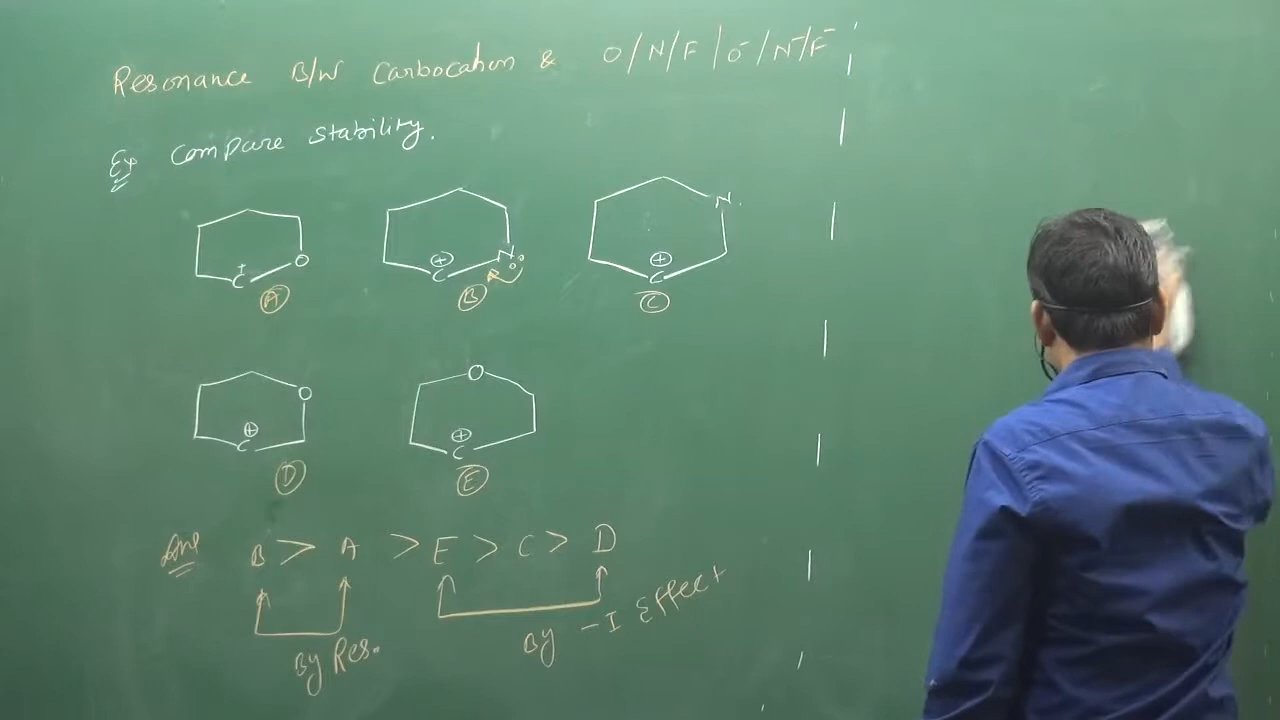 Resonance B/W Carbocation & O/N/F|O⁻/N⁻/F⁻
Ex Compare stability.
C⁺ O
A
C⊕ N:
B
C⊕ N
C
C⊕ O
D
C⊕ O
E
Ans B > A > E > C > D
By Res.
By -I Effect